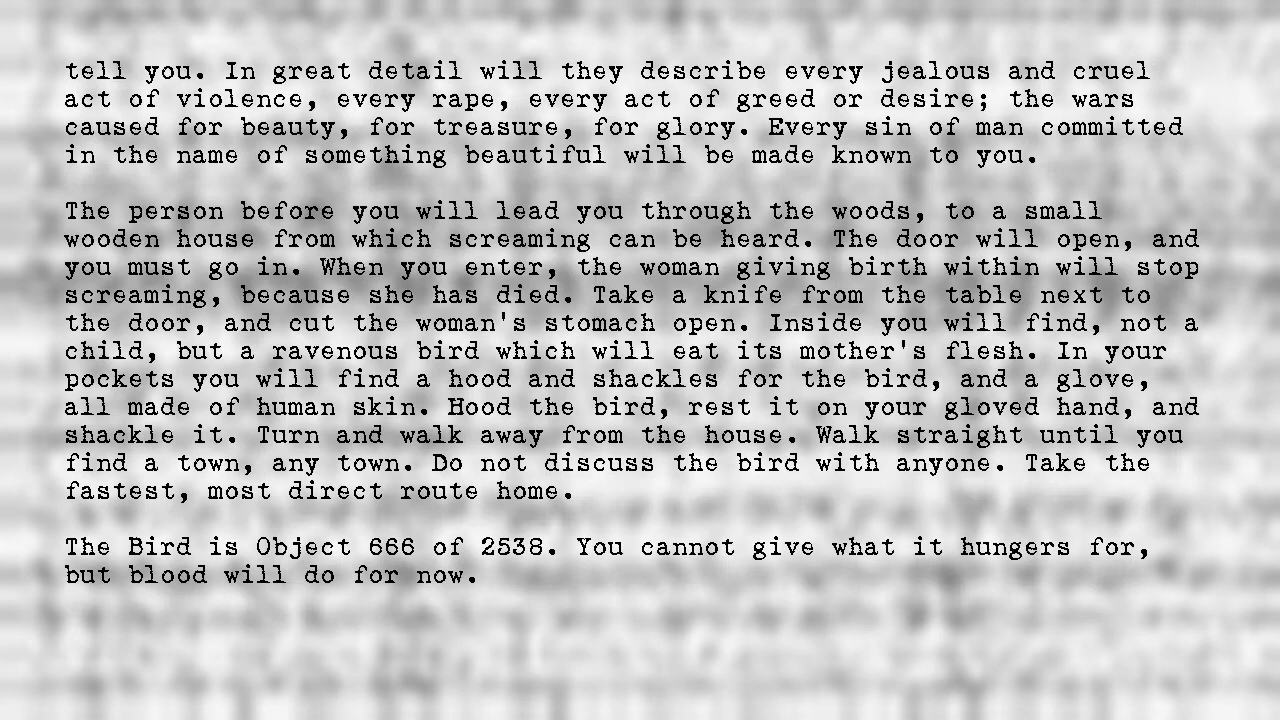 tell you. In great detail will they describe every jealous and cruel
act of violence, every rape, every act of greed or desire; the wars
caused for beauty, for treasure, for glory. Every sin of man committed
in the name of something beautiful will be made known to you.
The person before you will lead you through the woods, to a small
wooden house from which screaming can be heard. The door will open, and
you must go in. When you enter, the woman giving birth within will stop
screaming, because she has died. Take a knife from the table next to
the door, and cut the woman's stomach open. Inside you will find, not a
child, but a ravenous bird which will eat its mother's flesh. In your
pockets you will find a hood and shackles for the bird, and a glove,
all made of human skin. Hood the bird, rest it on your gloved hand, and
shackle it. Turn and walk away from the house. Walk straight until you
find a town, any town. Do not discuss the bird with anyone. Take the
fastest, most direct route home.
The Bird is Object 666 of 2538. You cannot give what it hungers for,
but blood will do for now.